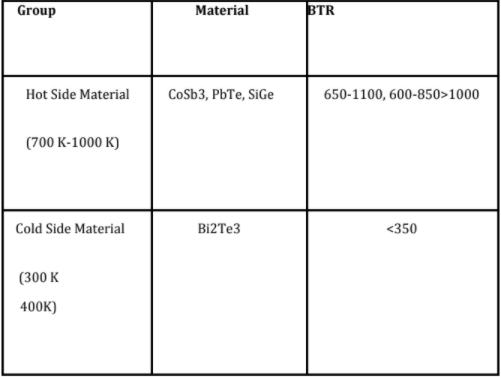 Group Material BTR
Hot Side Material CoSb3, PbTe, SiGe 650-1100, 600-850>1000
(700 K-1000 K)
Cold Side Material Bi2Te3 <350
(300 K
400K)